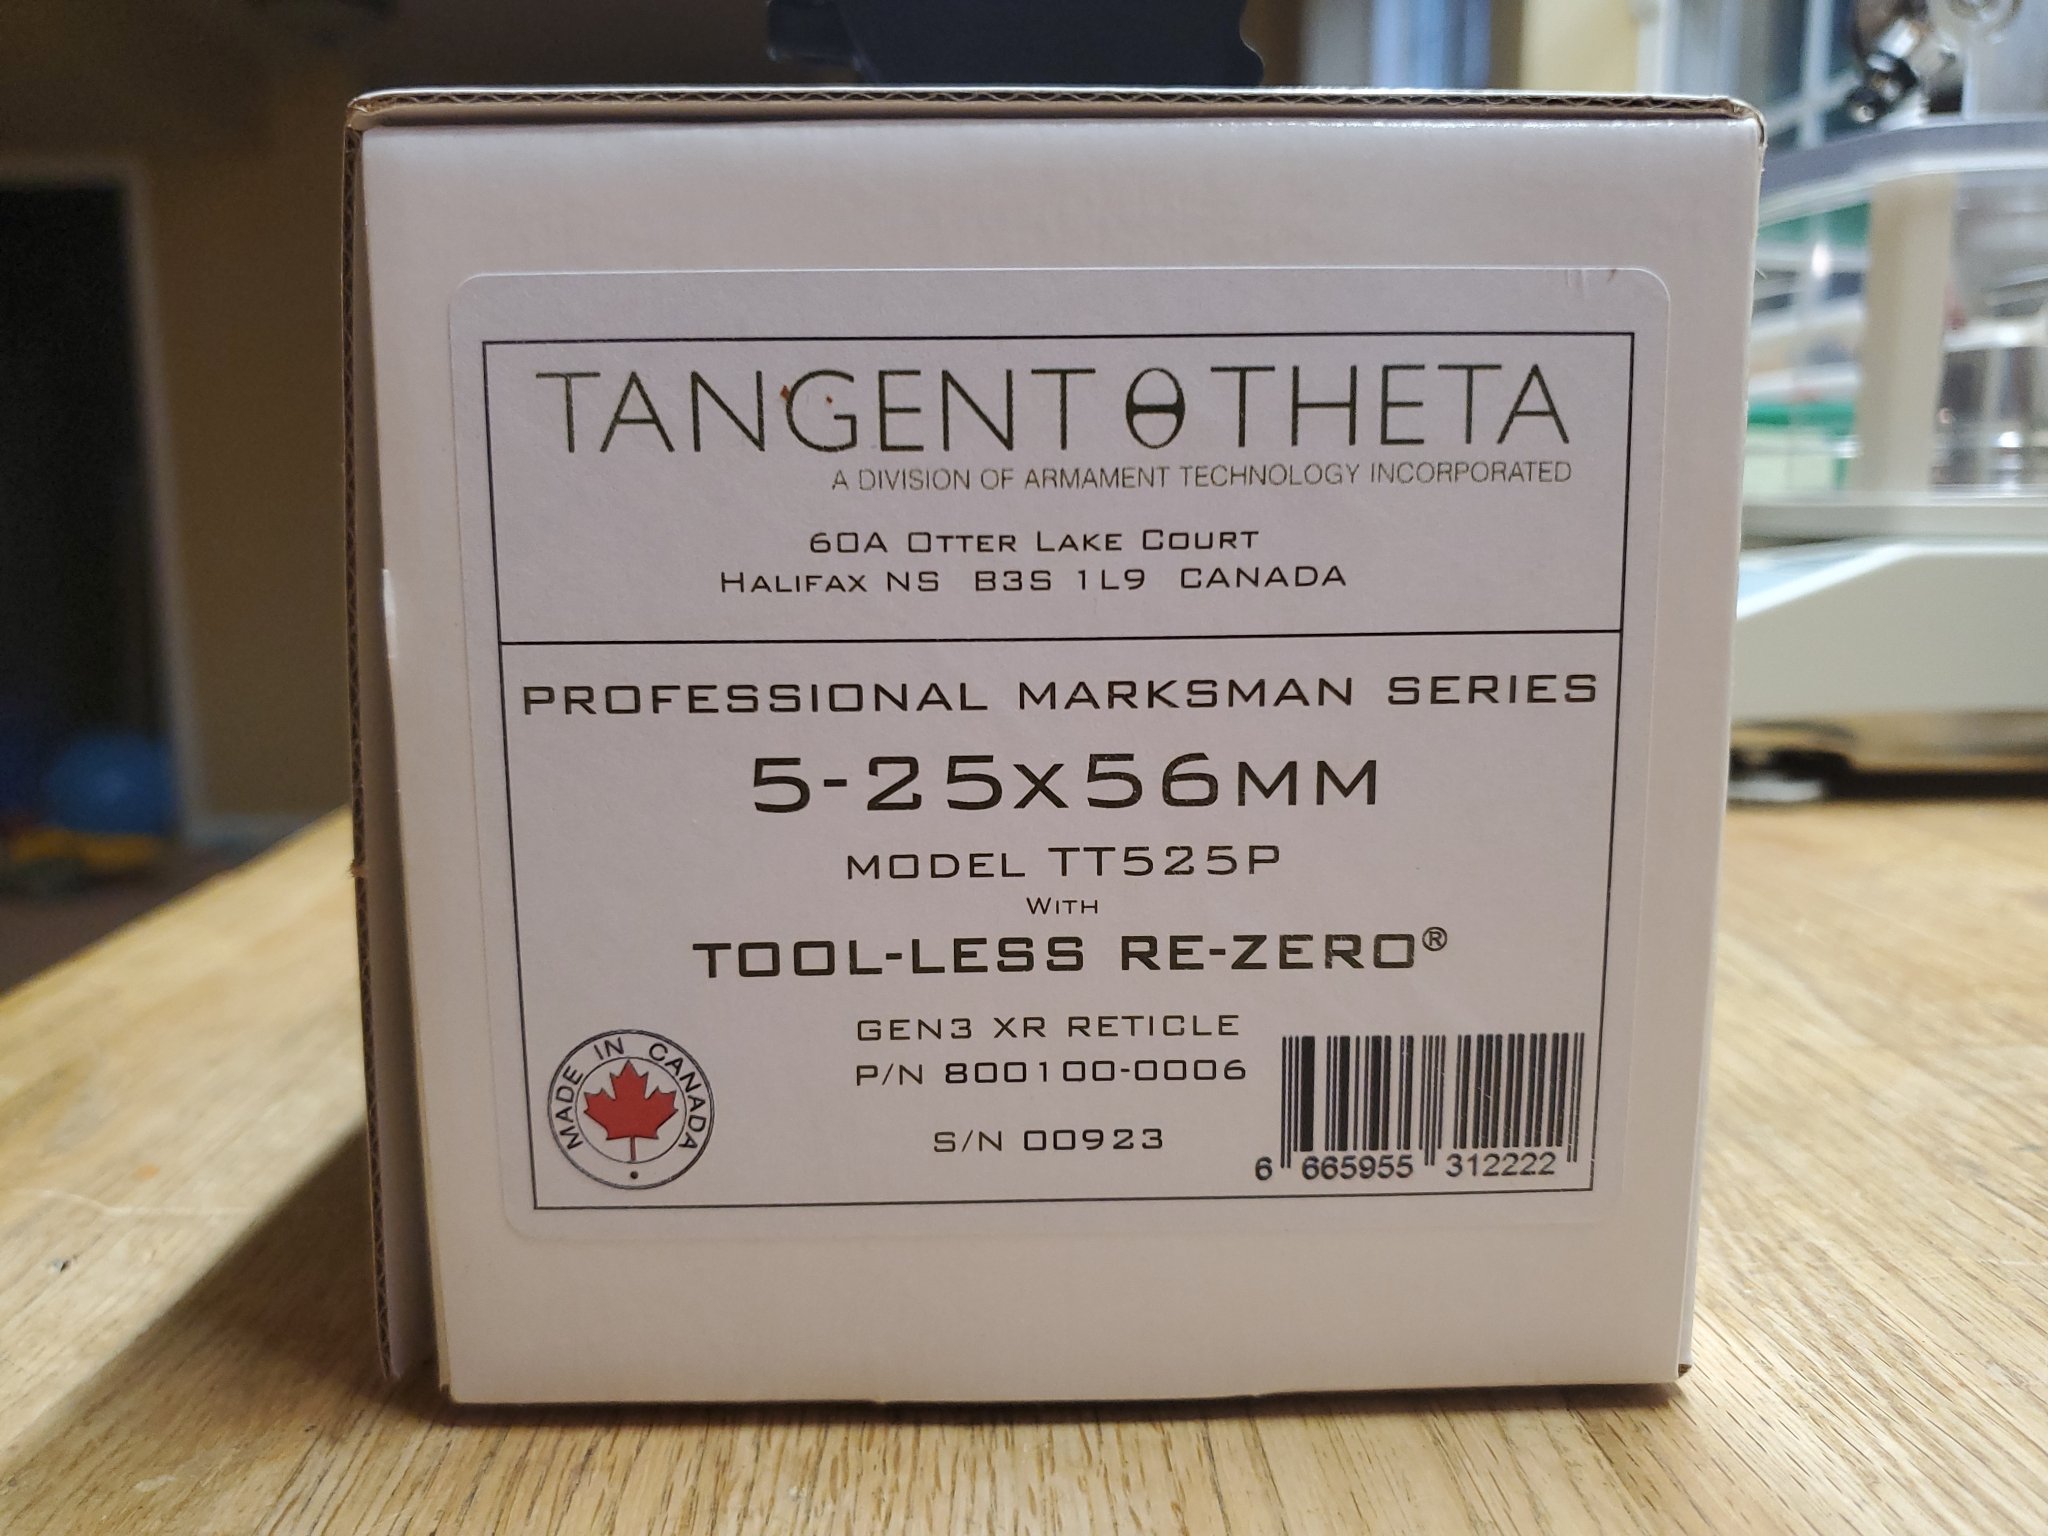 TANGENT θ THETA
A DIVISION OF ARMAMENT TECHNOLOGY INCORPORATED
60A OTTER LAKE COURT
HALIFAX NS B3S 1L9 CANADA
PROFESSIONAL MARKSMAN SERIES
5-25x56MM
MODEL TT525P
WITH
TOOL-LESS RE-ZERO®
GEN3 XR RETICLE
P/N 800100-0006
S/N 00923
MADE IN CANADA
6 665955 312222